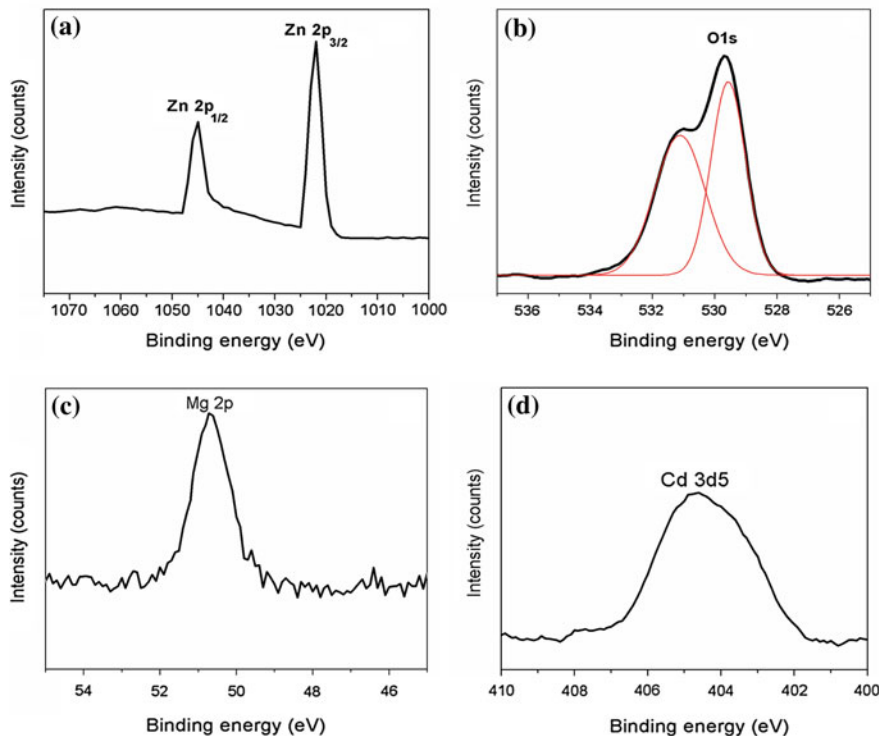 (a)
Zn 2p3/2
Zn 2p1/2
Intensity (counts)
1070 1060 1050 1040 1030 1020 1010 1000
Binding energy (eV)
(b)
O1s
Intensity (counts)
536 534 532 530 528 526
Binding energy (eV)
(c)
Mg 2p
Intensity (counts)
54 52 50 48 46
Binding energy (eV)
(d)
Cd 3d5
Intensity (counts)
410 408 406 404 402 400
Binding energy (eV)